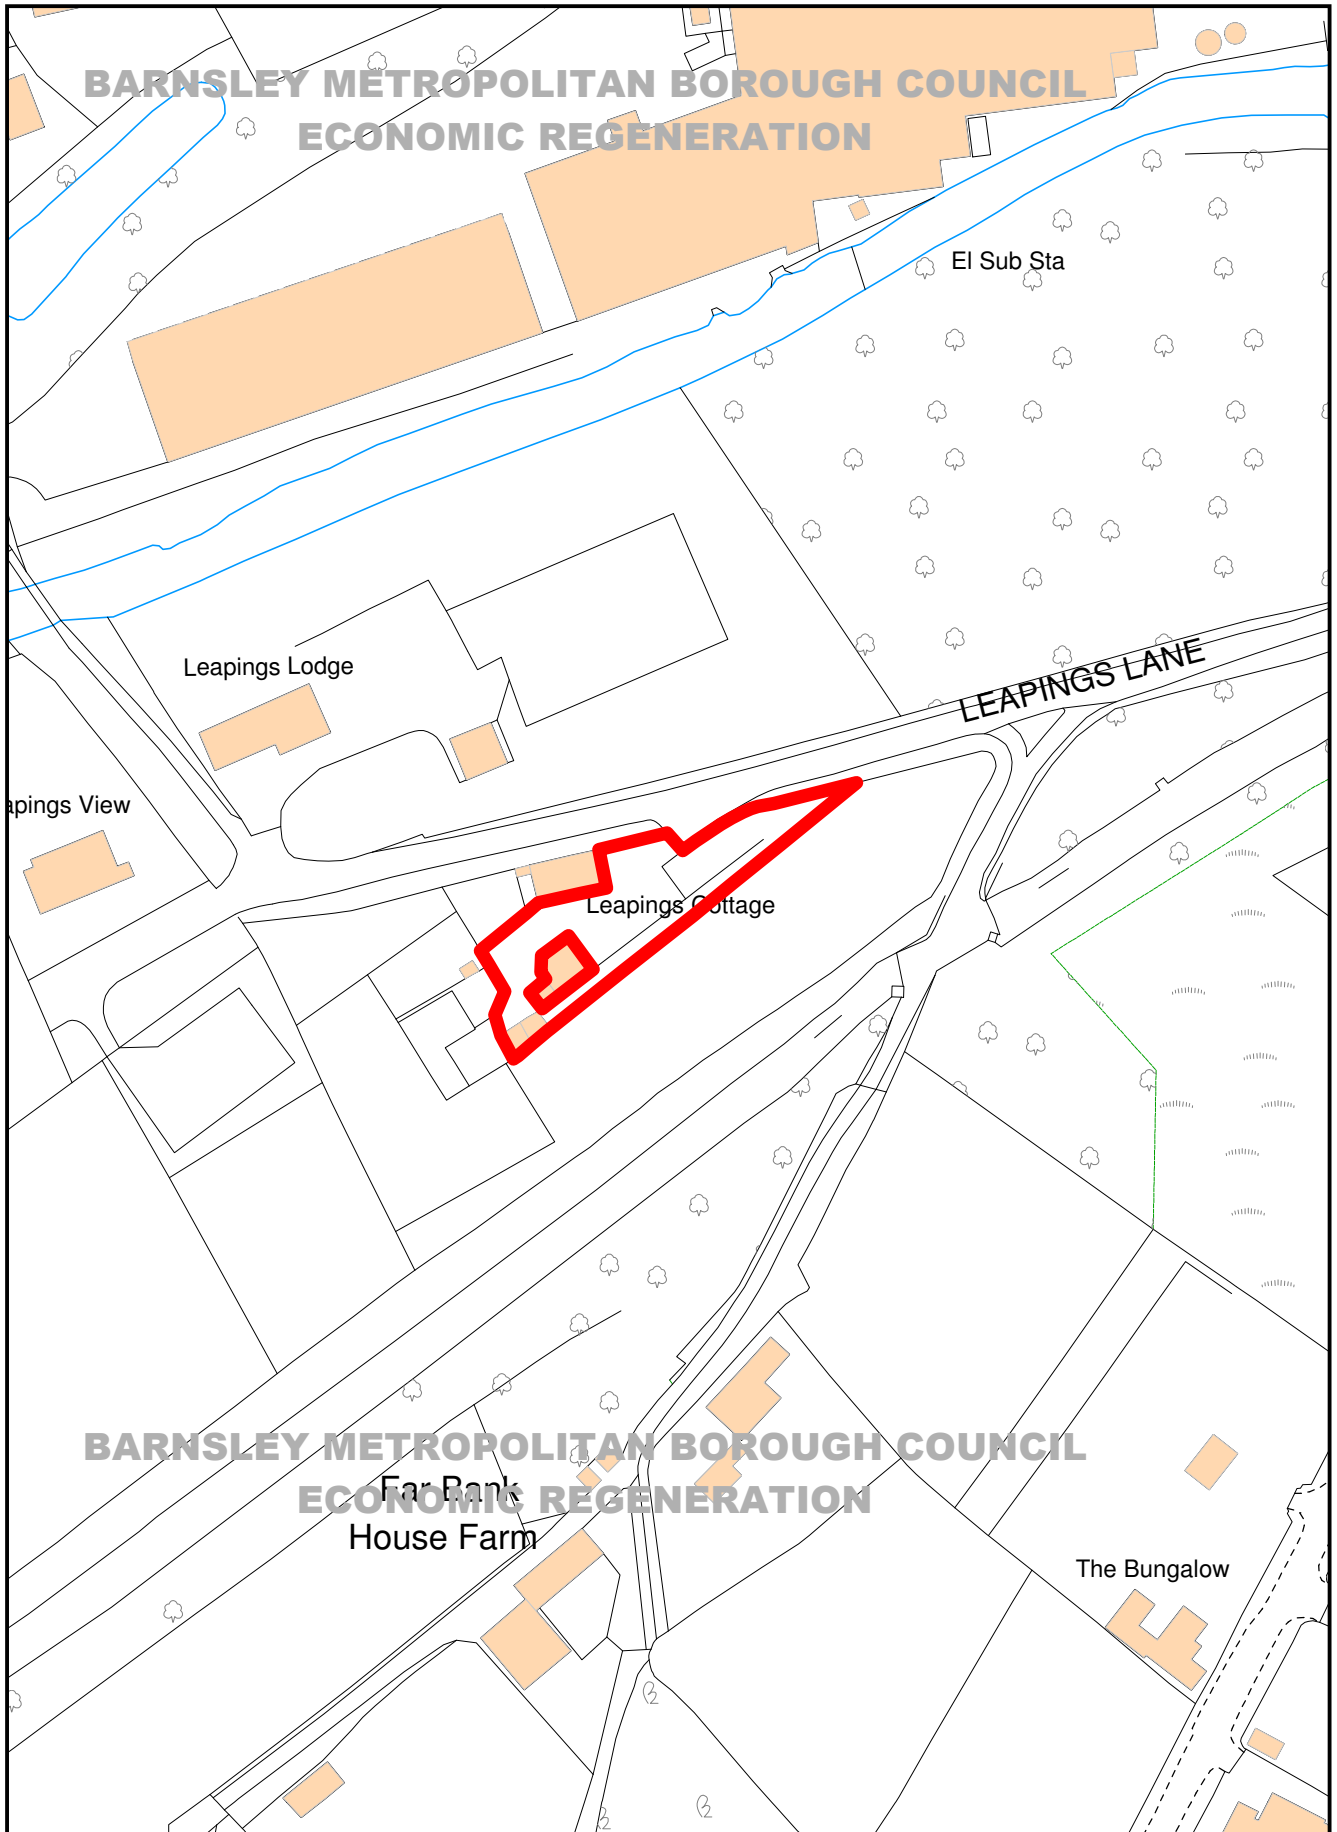 BARNSLEY METROPOLITAN BOROUGH COUNCIL
ECONOMIC REGENERATION
El Sub Sta
Leapings Lodge
LEAPINGS LANE
apings View
Leapings Cottage
BARNSLEY METROPOLITAN BOROUGH COUNCIL
ECONOMIC REGENERATION
Far Bank
House Farm
The Bungalow